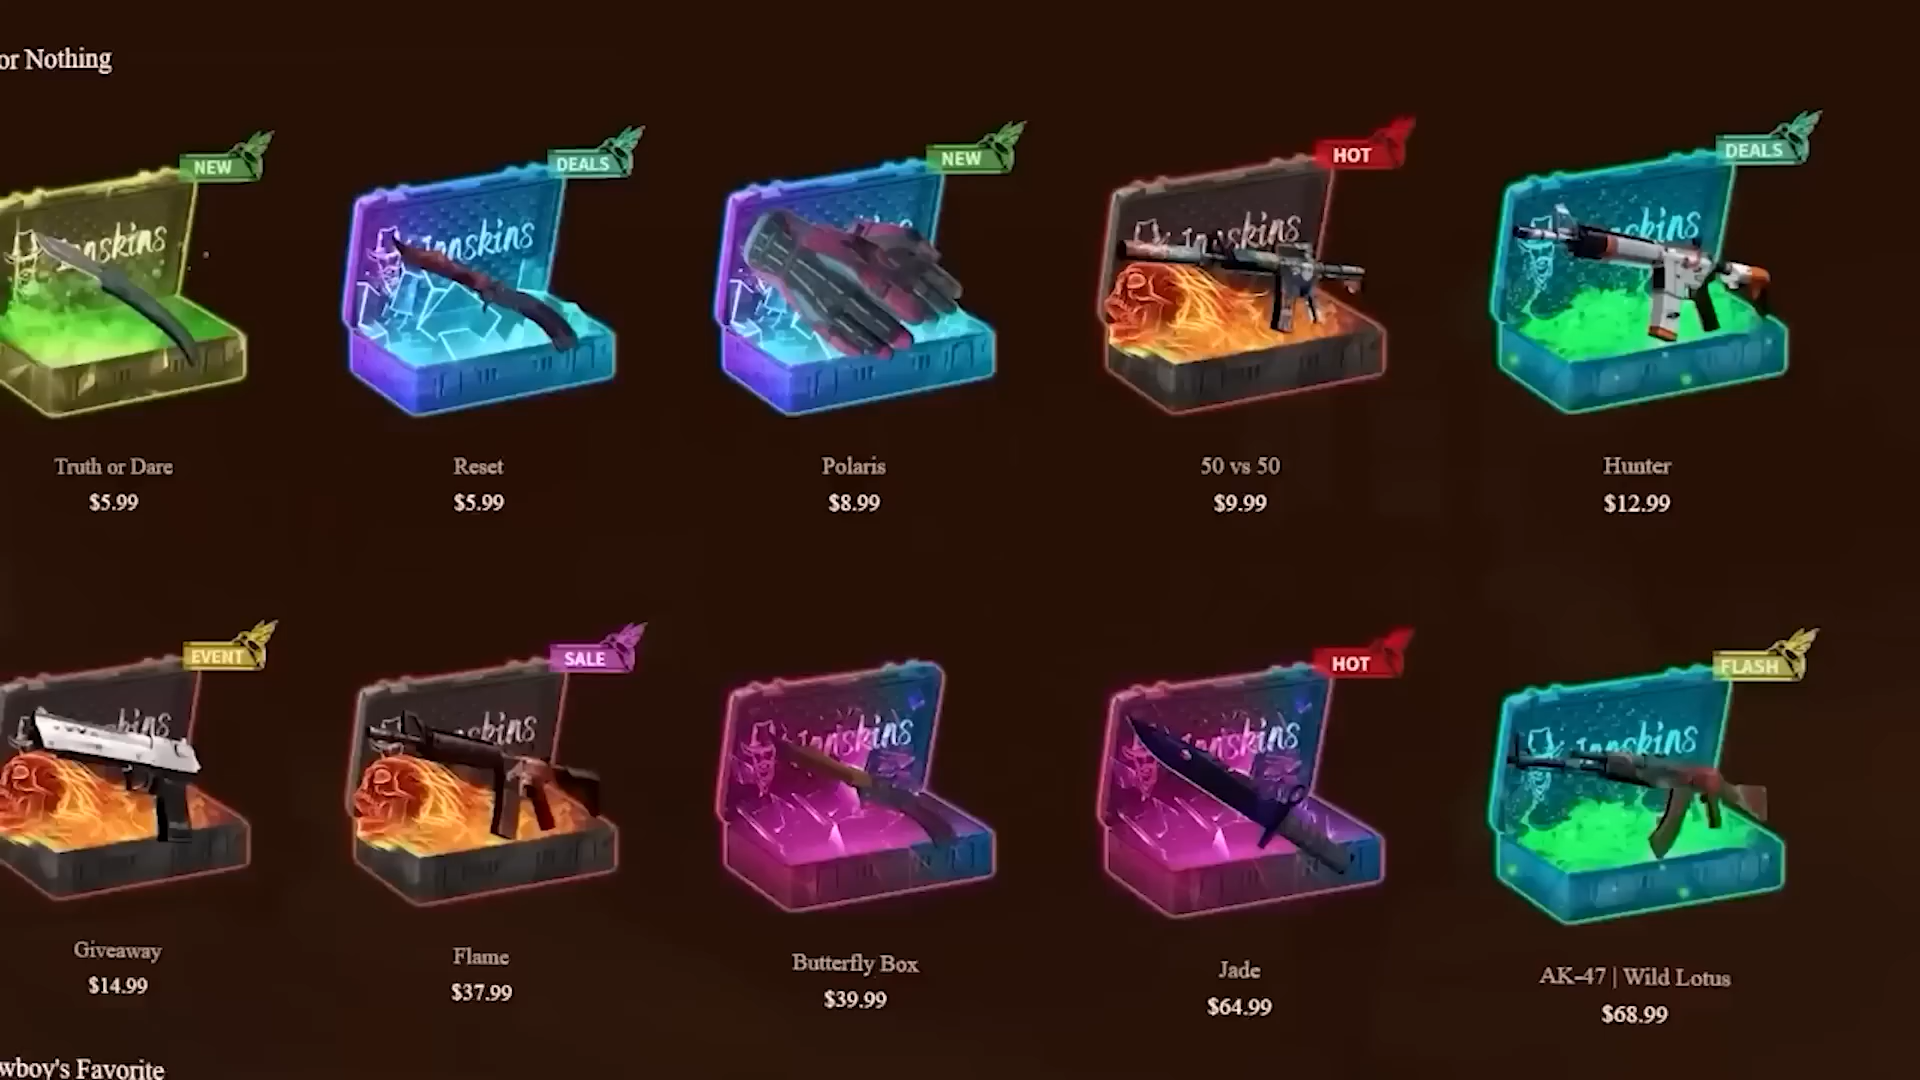 or Nothing
NEW
DEALS
NEW
HOT
DEALS
Truth or Dare
$5.99
Reset
$5.99
Polaris
$8.99
50 vs 50
$9.99
Hunter
$12.99
EVENT
SALE
HOT
FLASH
Giveaway
$14.99
Flame
$37.99
Butterfly Box
$39.99
Jade
$64.99
AK-47 | Wild Lotus
$68.99
wboy's Favorite